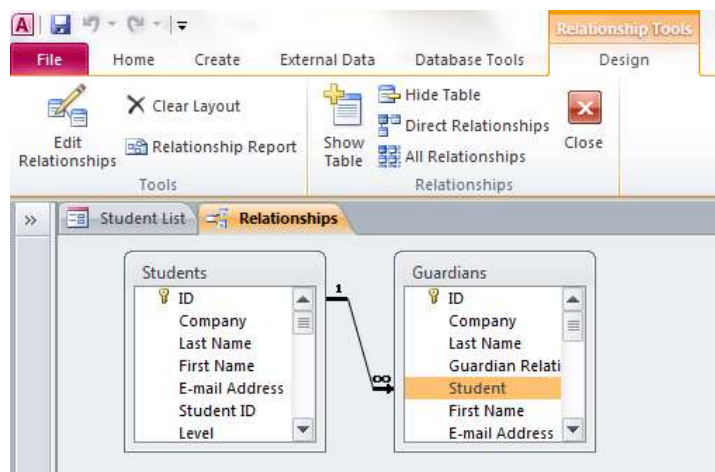 A
Relationship Tools
File Home Create External Data Database Tools Design
Edit Relationships
Clear Layout
Relationship Report
Tools
Show Table
Hide Table
Direct Relationships
All Relationships
Relationships
Close
» Student List Relationships
Students
ID
Company
Last Name
First Name
E-mail Address
Student ID
Level
1
∞
Guardians
ID
Company
Last Name
Guardian Relati
Student
First Name
E-mail Address